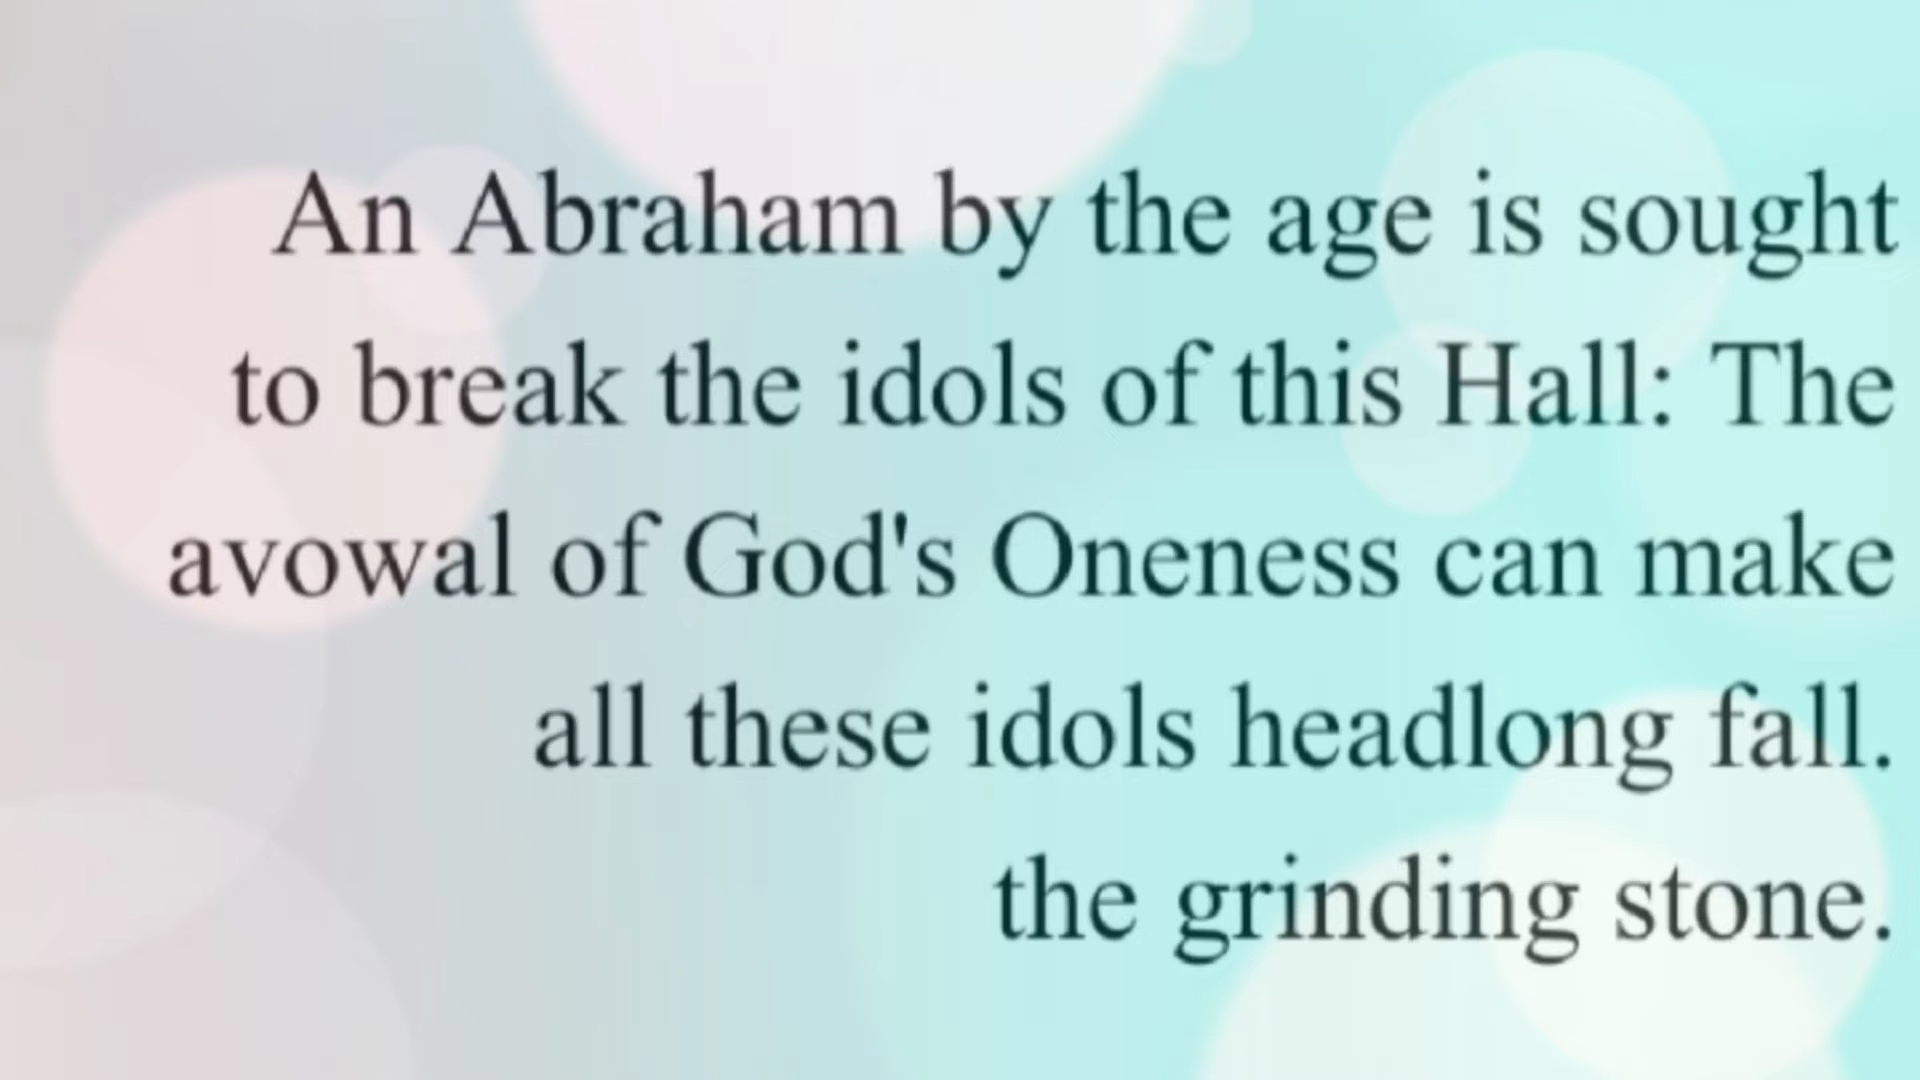 An Abraham by the age is sought
to break the idols of this Hall: The
avowal of God's Oneness can make
all these idols headlong fall.
the grinding stone.